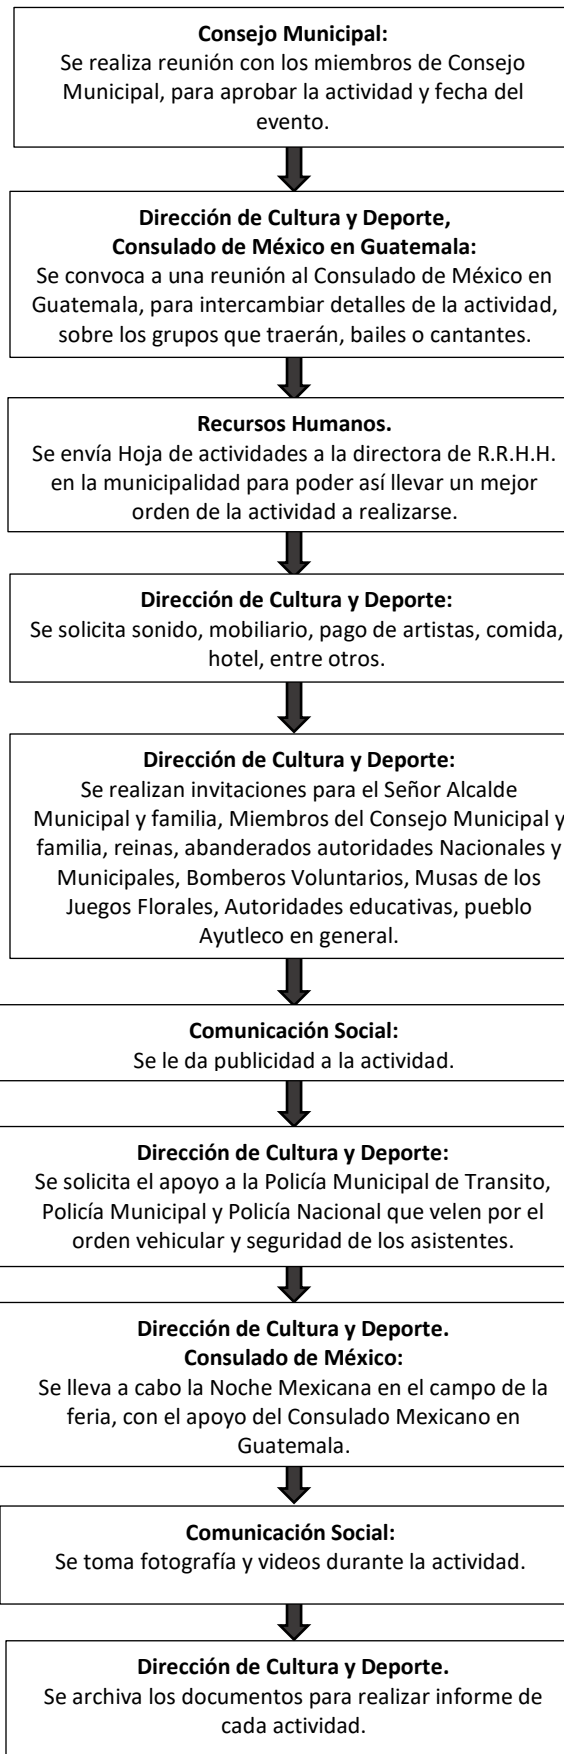 Consejo Municipal:
Se realiza reunión con los miembros de Consejo
Municipal, para aprobar la actividad y fecha del
evento.
Dirección de Cultura y Deporte,
Consulado de México en Guatemala:
Se convoca a una reunión al Consulado de México en
Guatemala, para intercambiar detalles de la actividad,
sobre los grupos que traerán, bailes o cantantes.
Recursos Humanos.
Se envía Hoja de actividades a la directora de R.R.H.H.
en la municipalidad para poder así llevar un mejor
orden de la actividad a realizarse.
Dirección de Cultura y Deporte:
Se solicita sonido, mobiliario, pago de artistas, comida,
hotel, entre otros.
Dirección de Cultura y Deporte:
Se realizan invitaciones para el Señor Alcalde
Municipal y familia, Miembros del Consejo Municipal y
familia, reinas, abanderados autoridades Nacionales y
Municipales, Bomberos Voluntarios, Musas de los
Juegos Florales, Autoridades educativas, pueblo
Ayutleco en general.
Comunicación Social:
Se le da publicidad a la actividad.
Dirección de Cultura y Deporte:
Se solicita el apoyo a la Policía Municipal de Transito,
Policía Municipal y Policía Nacional que velen por el
orden vehicular y seguridad de los asistentes.
Dirección de Cultura y Deporte.
Consulado de México:
Se lleva a cabo la Noche Mexicana en el campo de la
feria, con el apoyo del Consulado Mexicano en
Guatemala.
Comunicación Social:
Se toma fotografía y videos durante la actividad.
Dirección de Cultura y Deporte.
Se archiva los documentos para realizar informe de
cada actividad.